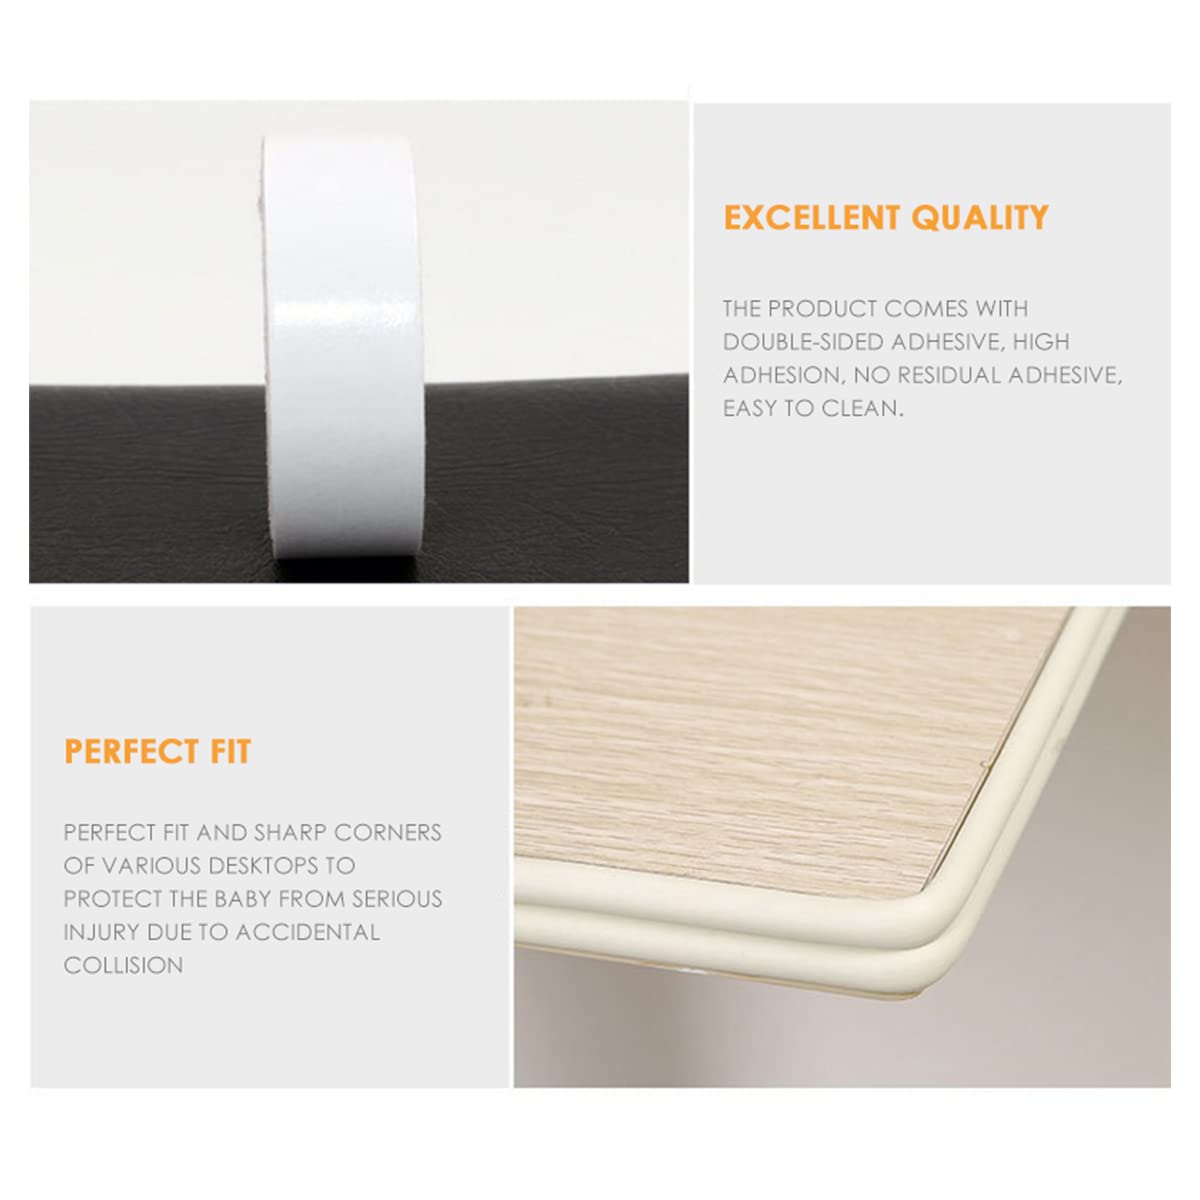 EXCELLENT QUALITY
THE PRODUCT COMES WITH
DOUBLE-SIDED ADHESIVE, HIGH
ADHESION, NO RESIDUAL ADHESIVE,
EASY TO CLEAN.
PERFECT FIT
PERFECT FIT AND SHARP CORNERS
OF VARIOUS DESKTOPS TO
PROTECT THE BABY FROM SERIOUS
INJURY DUE TO ACCIDENTAL
COLLISION